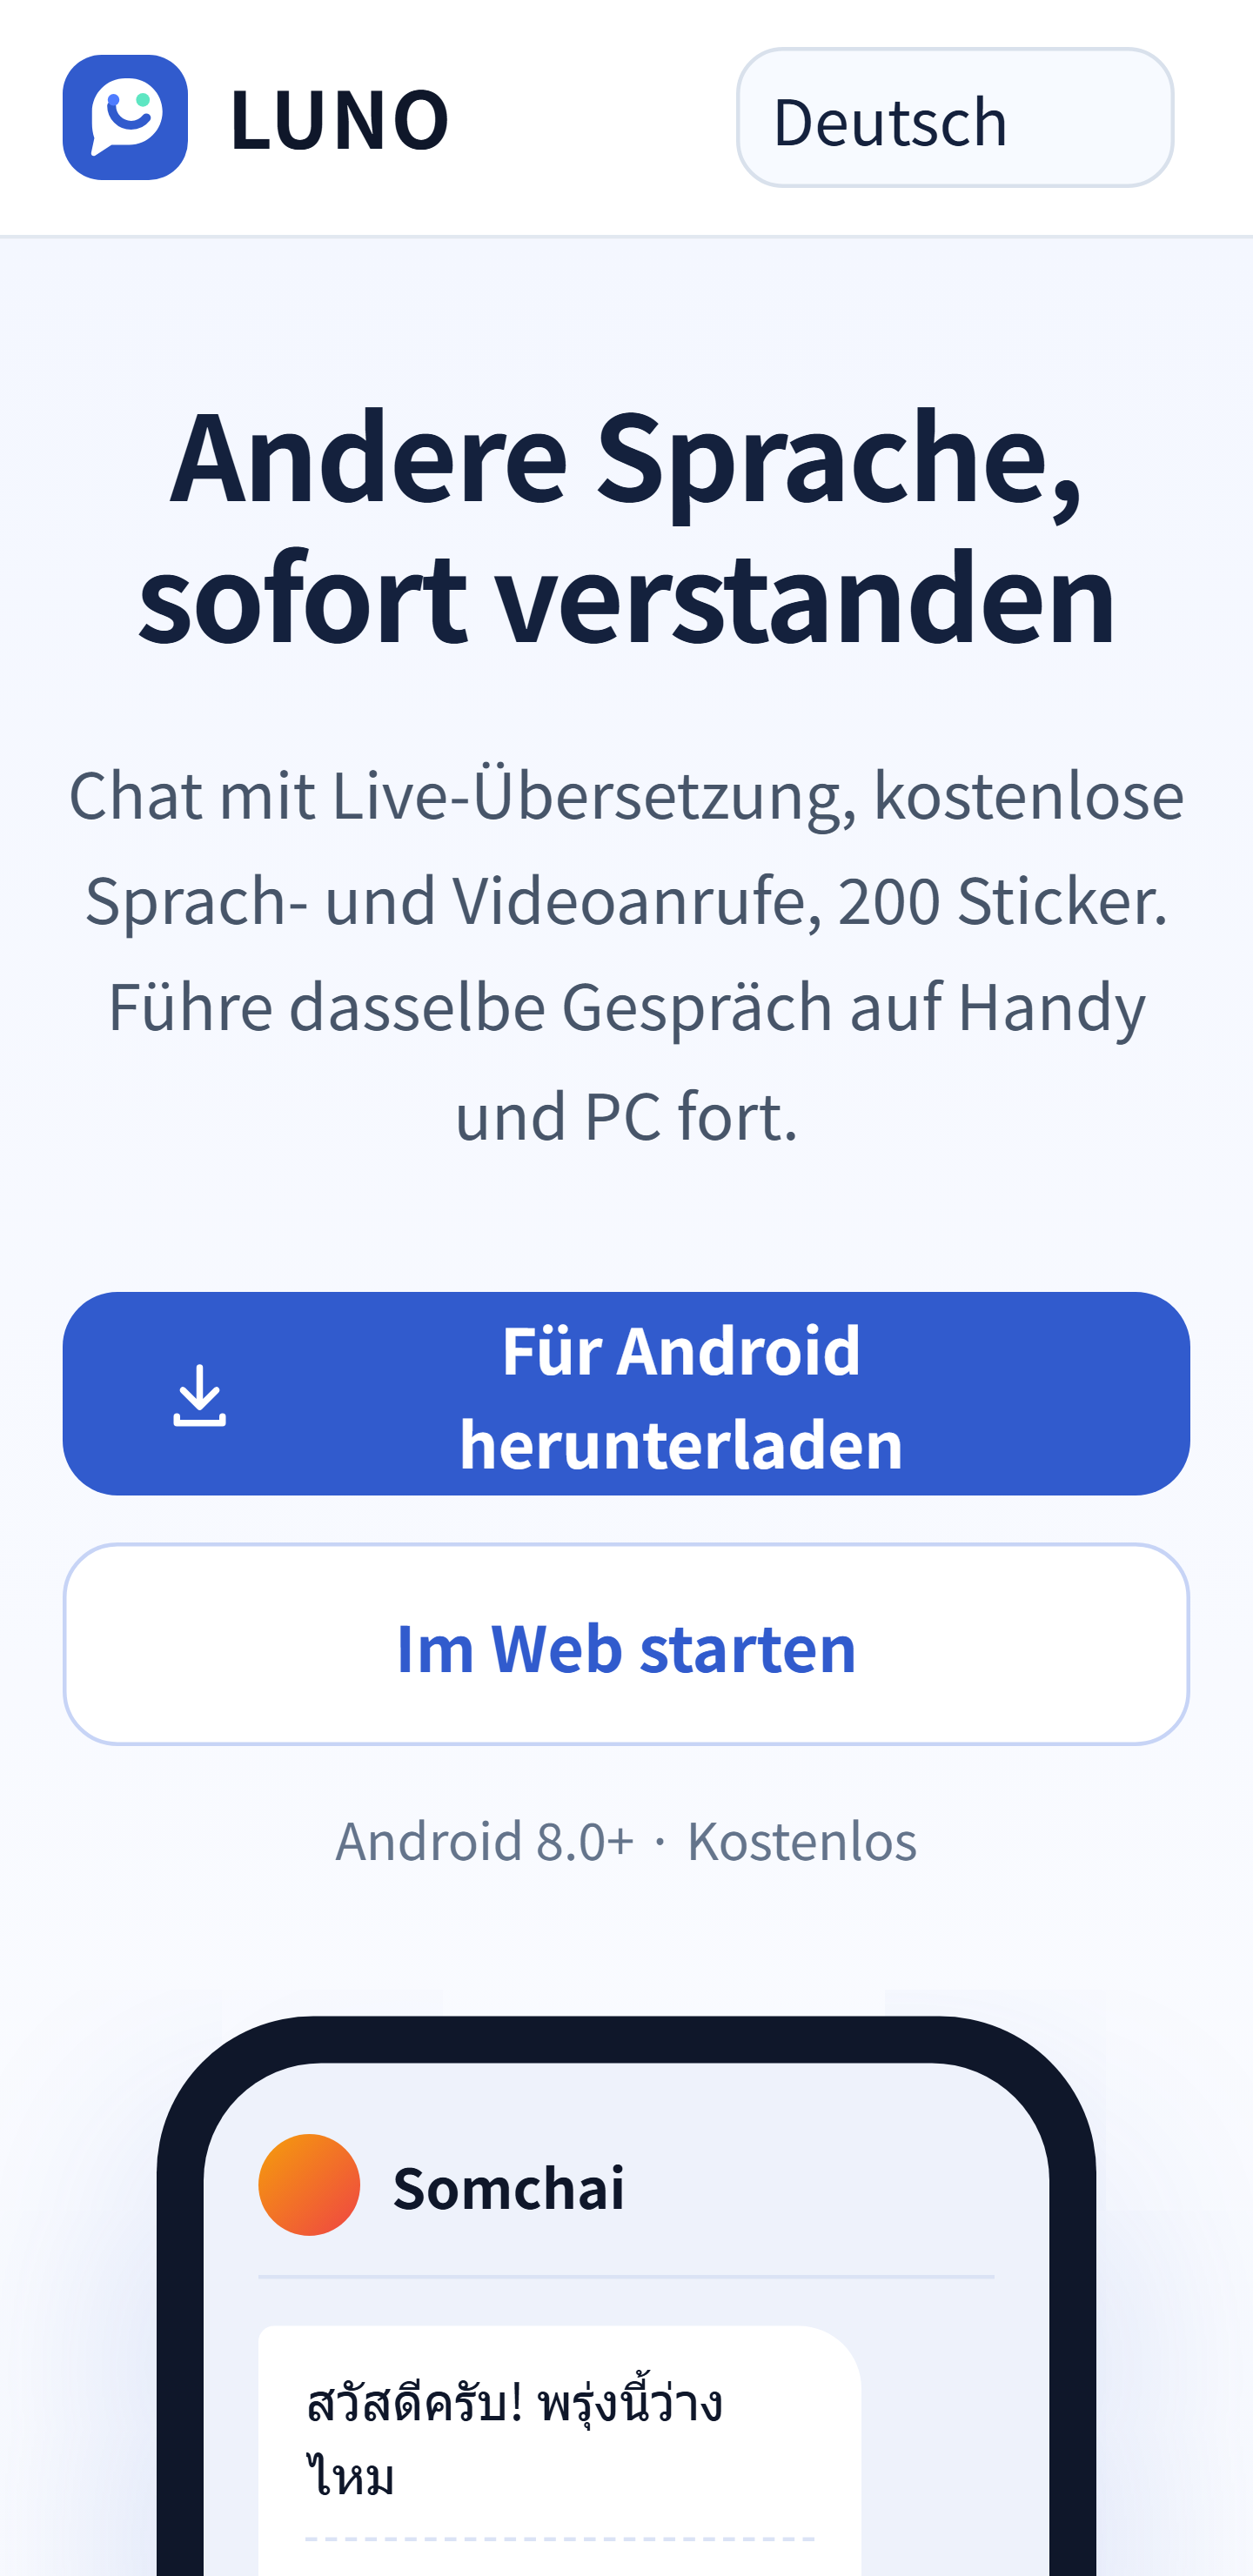 LUNO
Deutsch
Andere Sprache,
sofort verstanden
Chat mit Live-Übersetzung, kostenlose
Sprach- und Videoanrufe, 200 Sticker.
Führe dasselbe Gespräch auf Handy
und PC fort.
Für Android
herunterladen
Im Web starten
Android 8.0+ · Kostenlos
Somchai
สวัสดีครับ! พรุ่งนี้ว่าง
ไหม